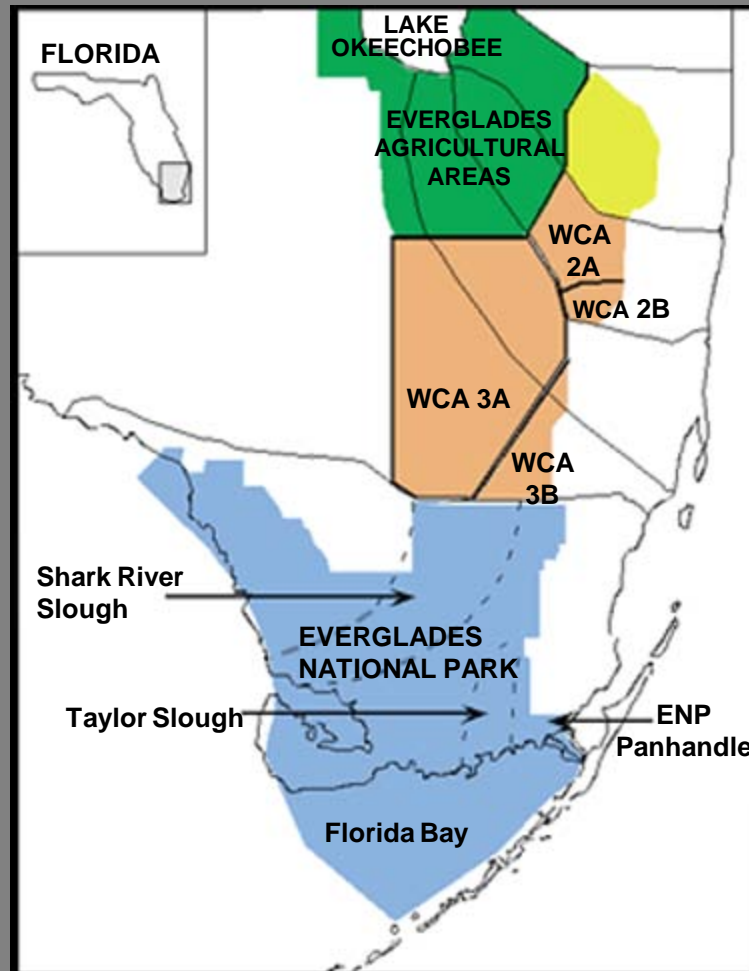 FLORIDA
LAKE
OKEECHOBEE
EVERGLADES
AGRICULTURAL
AREAS
WCA
2A
WCA 2B
WCA 3A
WCA
3B
Shark River
Slough
EVERGLADES
NATIONAL PARK
Taylor Slough
ENP
Panhandle
Florida Bay